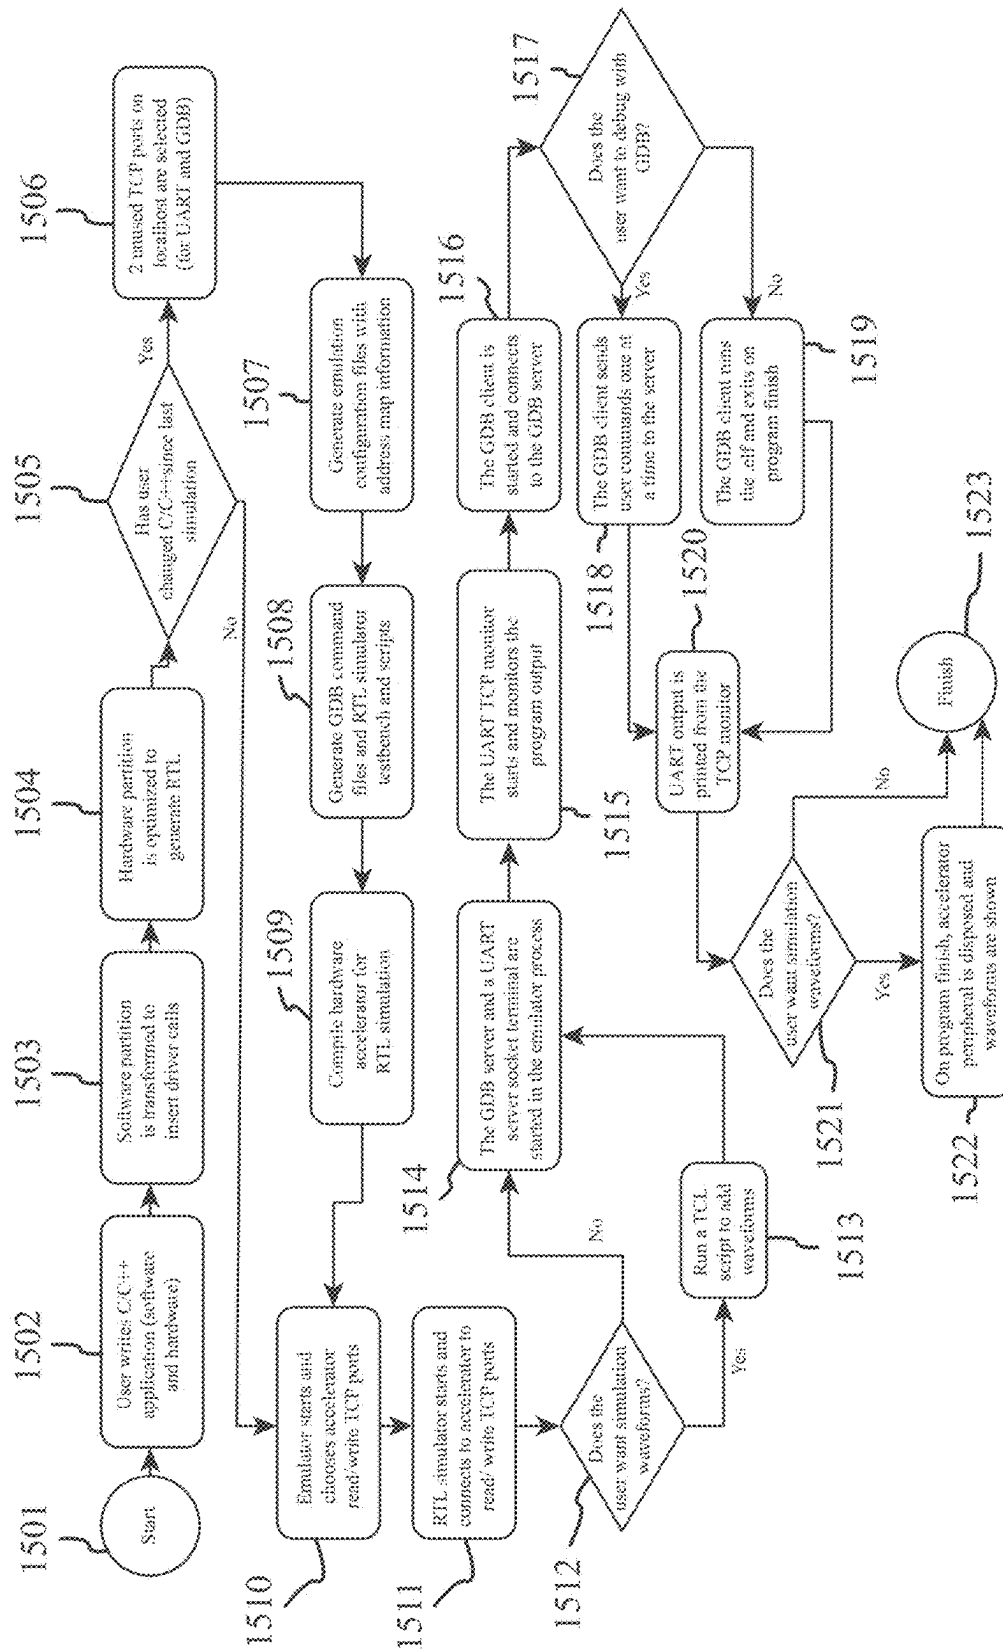 1501
Start
1502
User writes C/C++
application (software
and hardware)
1503
Software partition
is transformed to
insert driver calls
1504
Hardware partition
is optimized to
generate RTL
1505
Has user
changed C/C++ since last
simulation
Yes
No
1506
2 unused TCP ports on
localhost are selected
(for UART and GDB)
1507
Generate emulation
configuration files with
address map information
1508
Generate GDB command
files and RTL simulator
testbench and scripts
1509
Compile hardware
accelerator for
RTL simulation
1510
Emulator starts and
chooses accelerator
read/write TCP ports
1511
RTL simulator starts and
connects to accelerator to
read/ write TCP ports
1512
Does the
user want simulation
waveforms?
No
Yes
1513
Run a TCL
script to add
waveforms
1514
The GDB server and a UART
server socket terminal are
started in the emulator process
1515
The UART TCP monitor
starts and monitors the
program output
1516
The GDB client is
started and connects
to the GDB server
1517
Does the
user want to debug with
GDB?
Yes
No
1518
The GDB client sends
user commands one at
a time to the server
1519
The GDB client runs
the .elf and exits on
program finish
1520
UART output is
printed from the
TCP monitor
1521
Does the
user want simulation
waveforms?
No
Yes
1522
On program finish, accelerator
peripheral is disposed and
waveforms are shown
1523
Finish